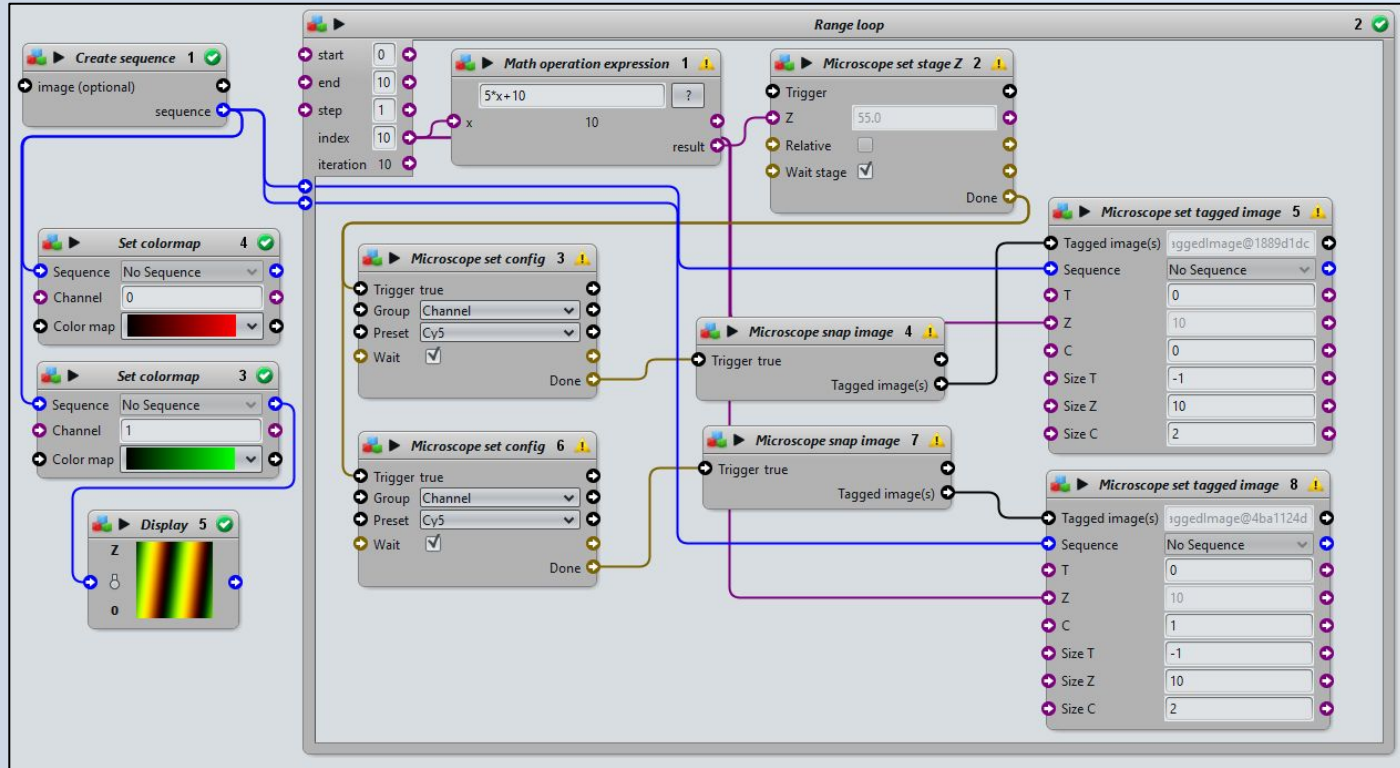 Create sequence 1
image (optional)
sequence
Set colormap 4
Sequence No Sequence
Channel 0
Color map
Set colormap 3
Sequence No Sequence
Channel 1
Color map
Display 5
Z
0
Range loop 2
start 0
end 10
step 1
index 10
iteration 10
Math operation expression 1
5*x+10 ?
x 10
result
Microscope set stage Z 2
Trigger
Z 55.0
Relative
Wait stage
Done
Microscope set config 3
Trigger true
Group Channel
Preset Cy5
Wait
Done
Microscope set config 6
Trigger true
Group Channel
Preset Cy5
Wait
Done
Microscope snap image 4
Trigger true
Tagged image(s)
Microscope snap image 7
Trigger true
Tagged image(s)
Microscope set tagged image 5
Tagged image(s) ggedImage@1889d1dc
Sequence No Sequence
T 0
Z 10
C 0
Size T -1
Size Z 10
Size C 2
Microscope set tagged image 8
Tagged image(s) aggedImage@4ba1124d
Sequence No Sequence
T 0
Z 10
C 1
Size T -1
Size Z 10
Size C 2